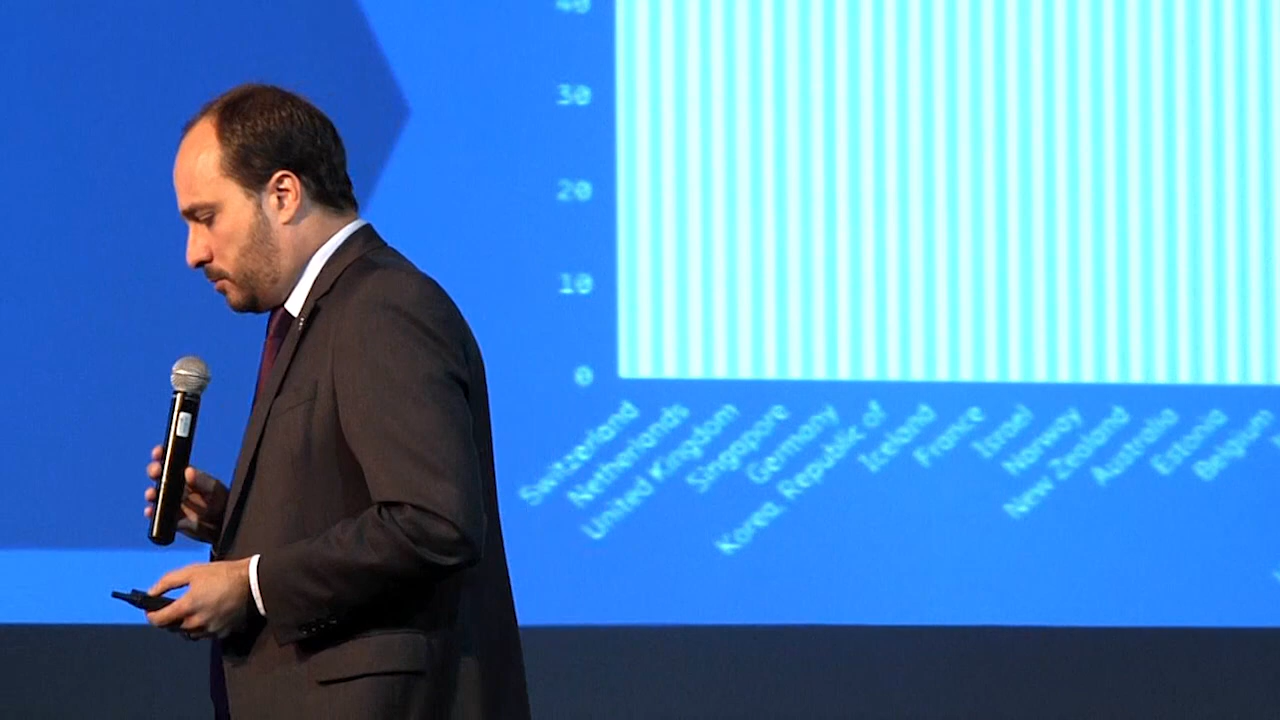 40
30
20
10
0
Switzerland
Netherlands
United Kingdom
Singapore
Germany
Korea, Republic of
Iceland
France
Israel
Norway
New Zealand
Australia
Estonia
Belgium